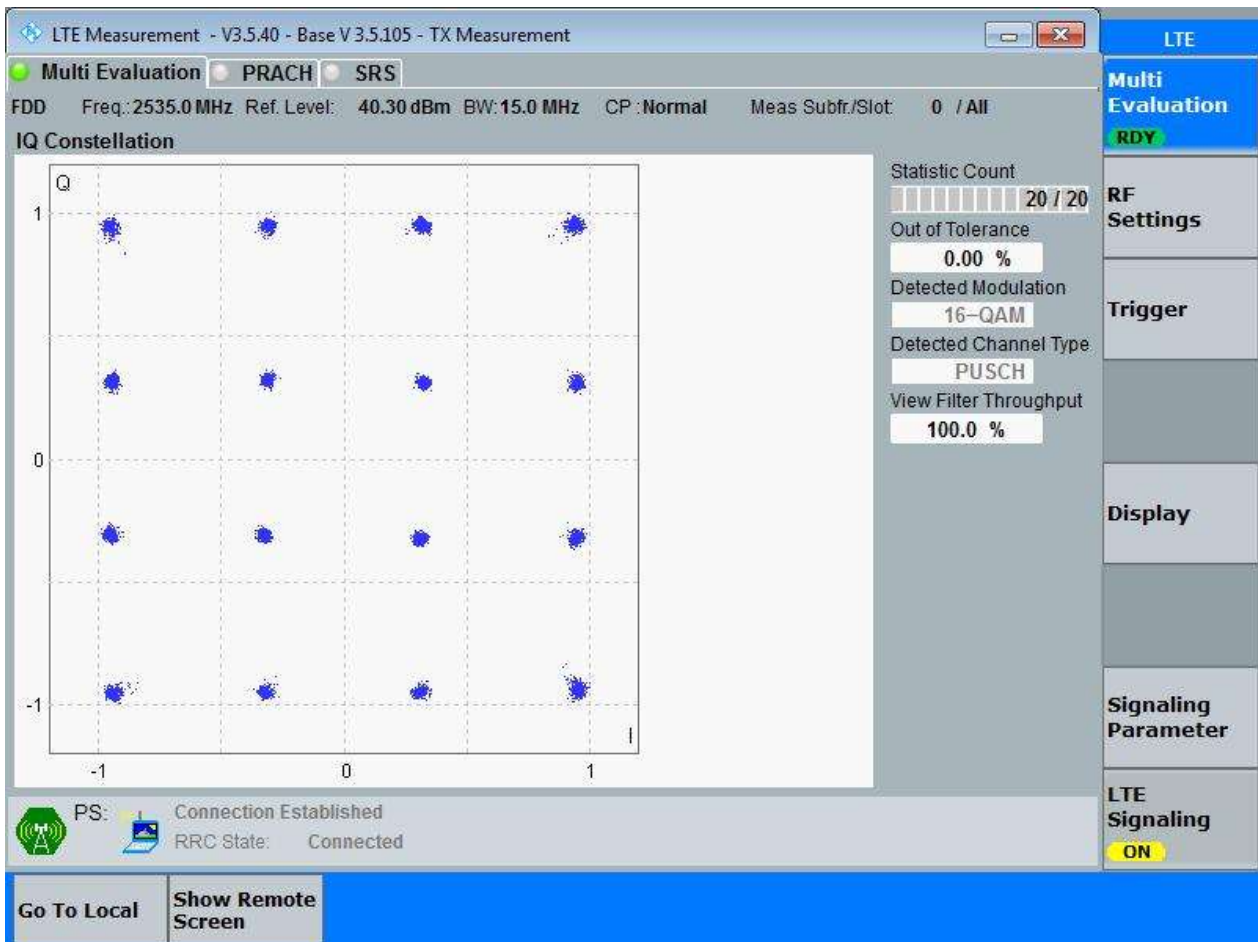 LTE Measurement - V3.5.40 - Base V 3.5.105 - TX Measurement
LTE
Multi Evaluation PRACH SRS
Multi
Evaluation
RDY
FDD Freq.: 2535.0 MHz Ref. Level: 40.30 dBm BW: 15.0 MHz CP : Normal Meas Subfr./Slot: 0 / All
IQ Constellation
Q
1
0
-1
I
-1 0 1
Statistic Count
20 / 20
Out of Tolerance
0.00 %
Detected Modulation
16-QAM
Detected Channel Type
PUSCH
View Filter Throughput
100.0 %
RF
Settings
Trigger
Display
Signaling
Parameter
LTE
Signaling
ON
PS: Connection Established
RRC State: Connected
Go To Local
Show Remote
Screen